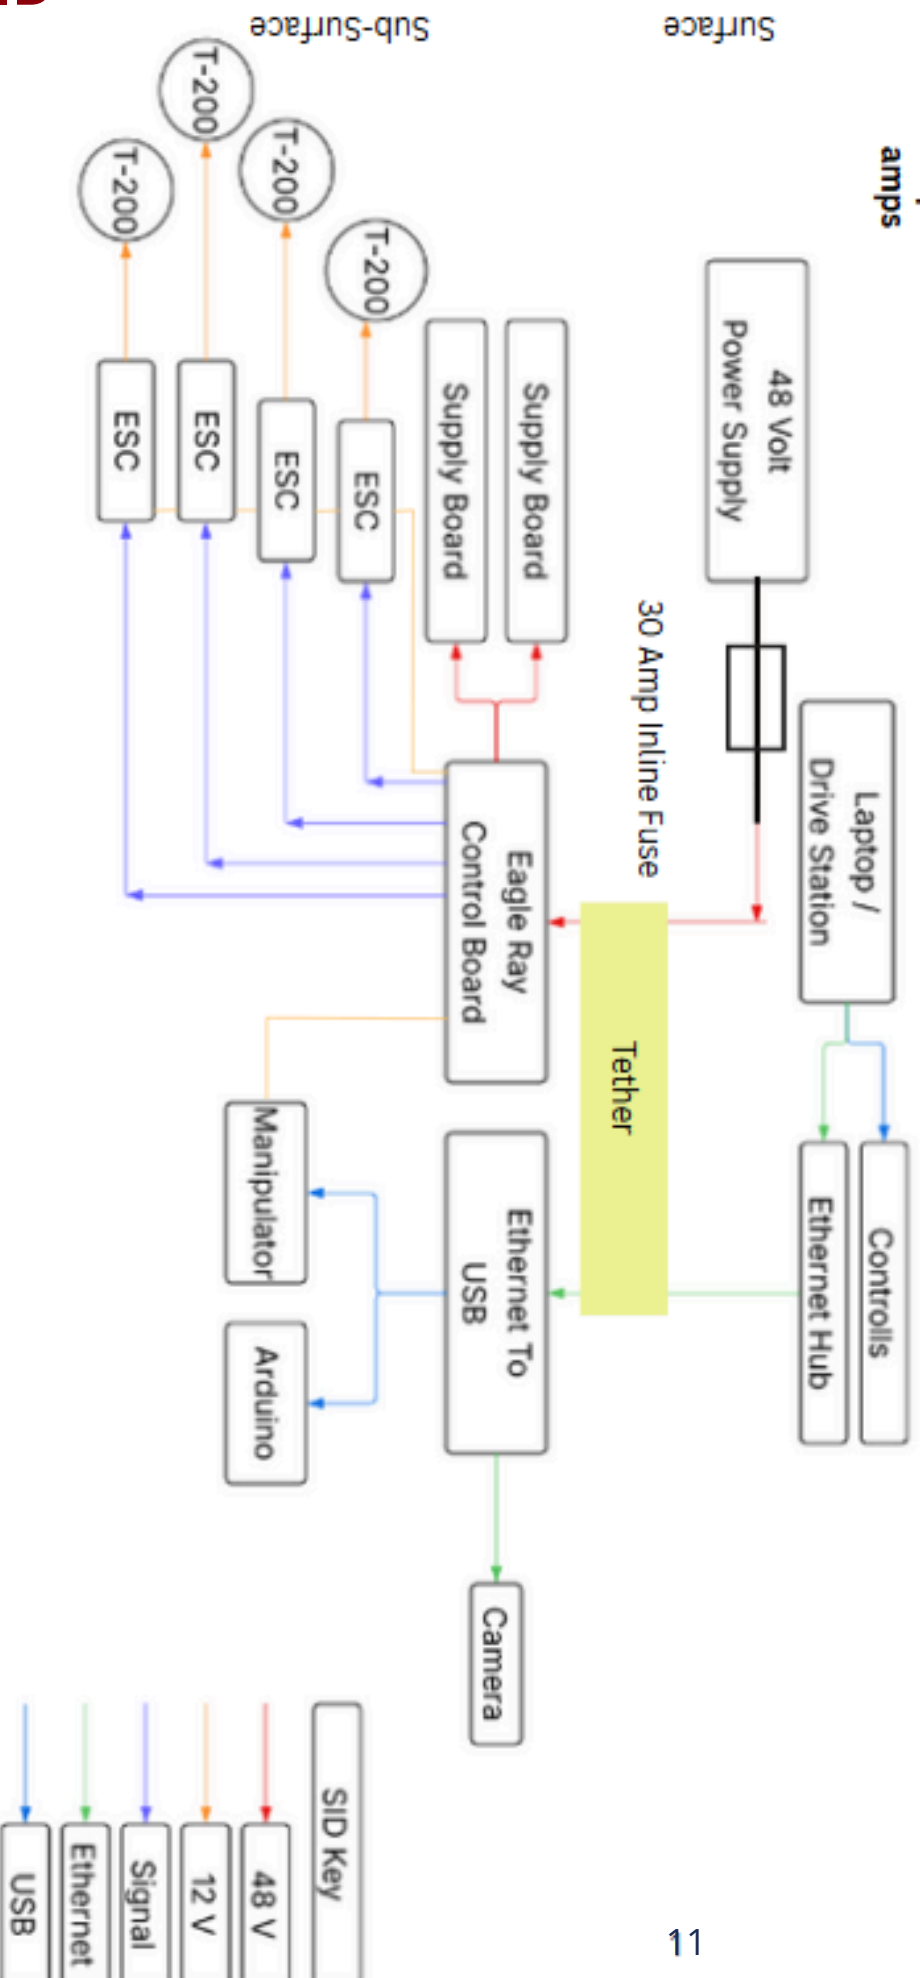 amps
Surface
Sub-Surface
48 Volt
Power Supply
30 Amp Inline Fuse
Laptop /
Drive Station
Controlls
Ethernet Hub
Tether
Supply Board
Supply Board
Eagle Ray
Control Board
Ethernet To
USB
Camera
T-200
T-200
T-200
T-200
ESC
ESC
ESC
ESC
Manipulator
Arduino
SID Key
48 V
12 V
Signal
Ethernet
USB
11